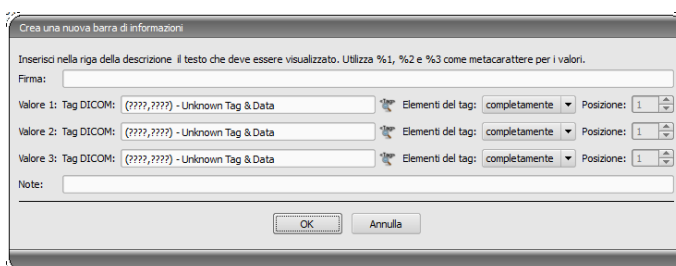 Crea una nuova barra di informazioni
Inserisci nella riga della descrizione il testo che deve essere visualizzato. Utilizza %1, %2 e %3 come metacarattere per i valori.
Firma:
Valore 1: Tag DICOM: (????,????) - Unknown Tag & Data Elementi del tag: completamente Posizione: 1
Valore 2: Tag DICOM: (????,????) - Unknown Tag & Data Elementi del tag: completamente Posizione: 1
Valore 3: Tag DICOM: (????,????) - Unknown Tag & Data Elementi del tag: completamente Posizione: 1
Note:
OK Annulla